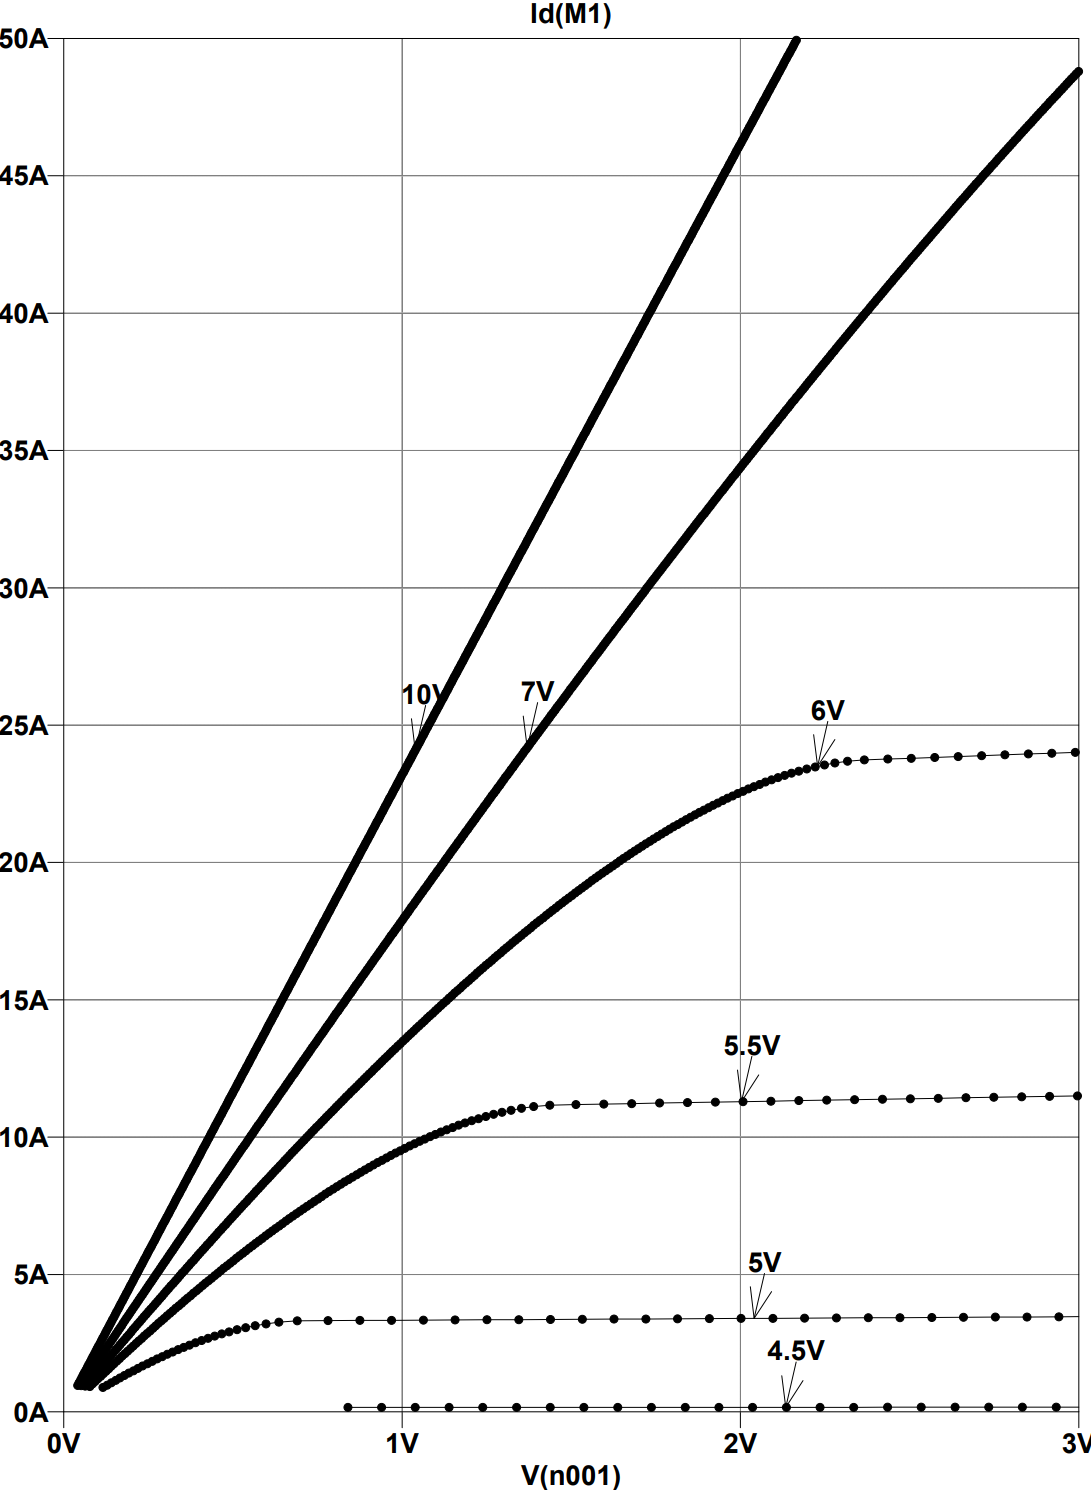 Id(M1)
50A
45A
40A
35A
30A
10V
7V
25A
6V
20A
15A
5.5V
10A
5V
5A
4.5V
0A
0V
1V
2V
3V
V(n001)